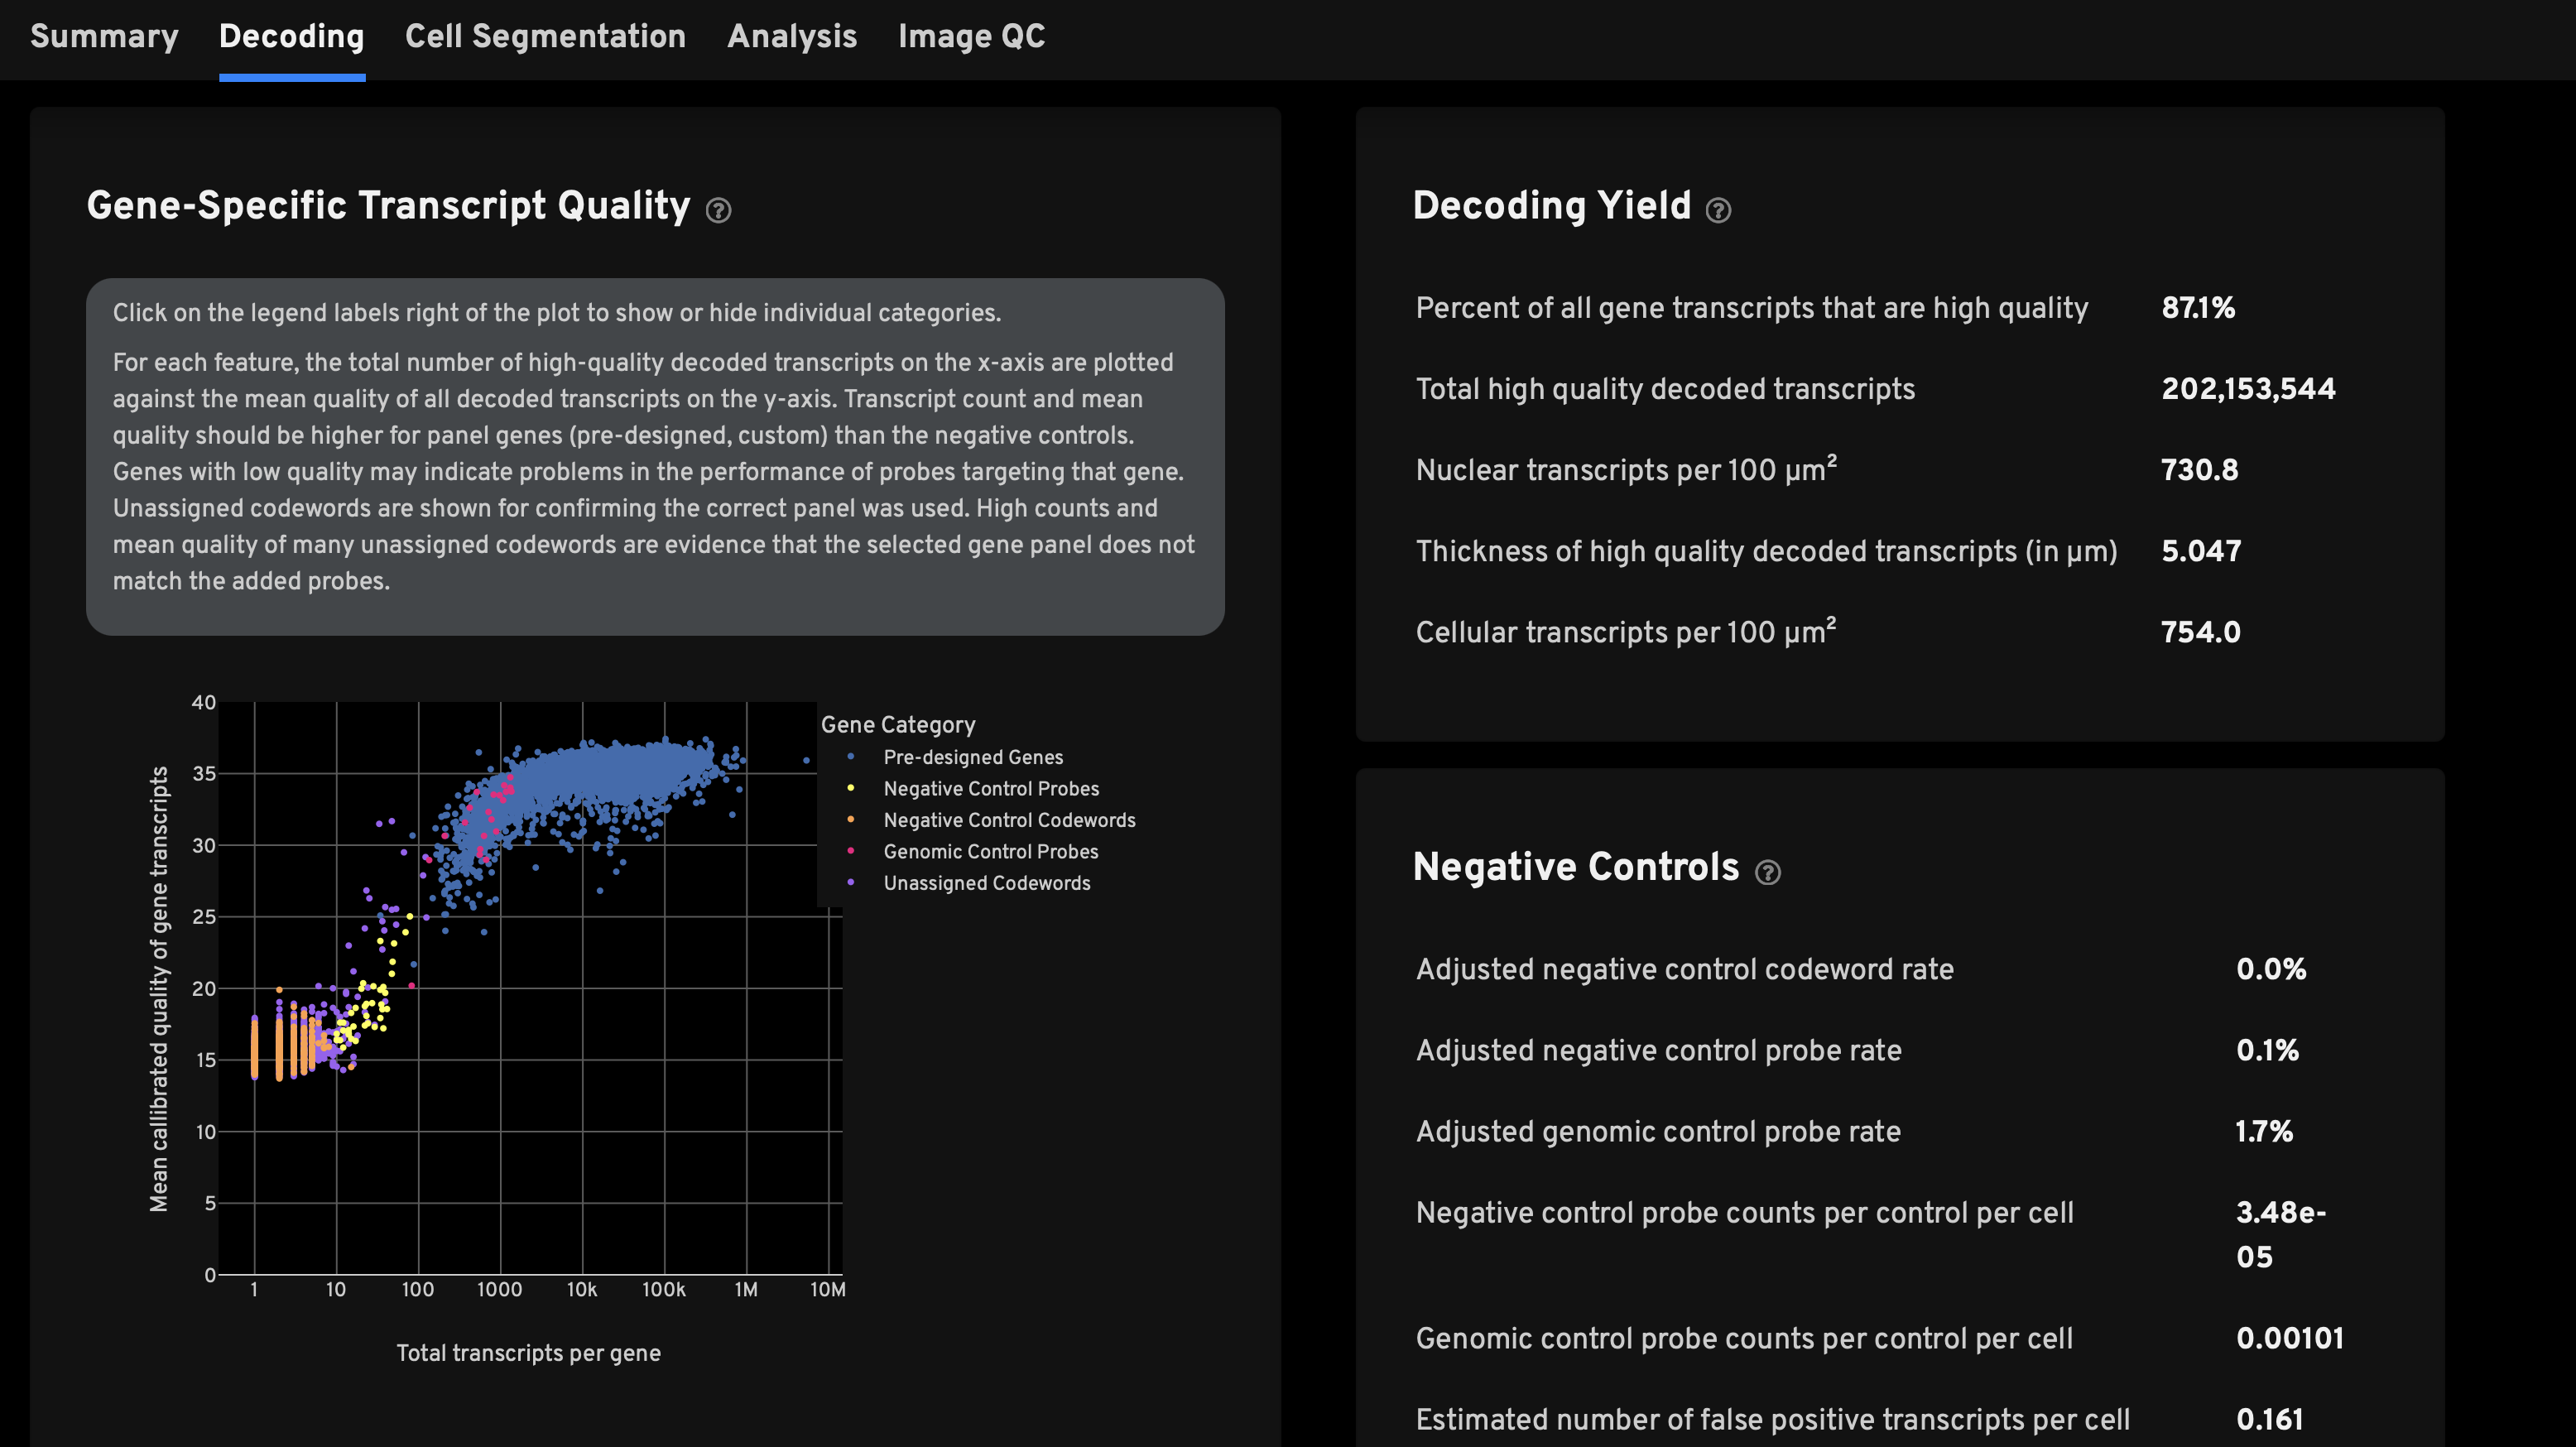 Summary Decoding Cell Segmentation Analysis Image QC
Gene-Specific Transcript Quality ?
Click on the legend labels right of the plot to show or hide individual categories.
For each feature, the total number of high-quality decoded transcripts on the x-axis are plotted
against the mean quality of all decoded transcripts on the y-axis. Transcript count and mean
quality should be higher for panel genes (pre-designed, custom) than the negative controls.
Genes with low quality may indicate problems in the performance of probes targeting that gene.
Unassigned codewords are shown for confirming the correct panel was used. High counts and
mean quality of many unassigned codewords are evidence that the selected gene panel does not
match the added probes.
Mean callibrated quality of gene transcripts
40
35
30
25
20
15
10
5
0
1 10 100 1000 10k 100k 1M 10M
Total transcripts per gene
Gene Category
Pre-designed Genes
Negative Control Probes
Negative Control Codewords
Genomic Control Probes
Unassigned Codewords
Decoding Yield ?
Percent of all gene transcripts that are high quality 87.1%
Total high quality decoded transcripts 202,153,544
Nuclear transcripts per 100 µm² 730.8
Thickness of high quality decoded transcripts (in µm) 5.047
Cellular transcripts per 100 µm² 754.0
Negative Controls ?
Adjusted negative control codeword rate 0.0%
Adjusted negative control probe rate 0.1%
Adjusted genomic control probe rate 1.7%
Negative control probe counts per control per cell 3.48e-
05
Genomic control probe counts per control per cell 0.00101
Estimated number of false positive transcripts per cell 0.161